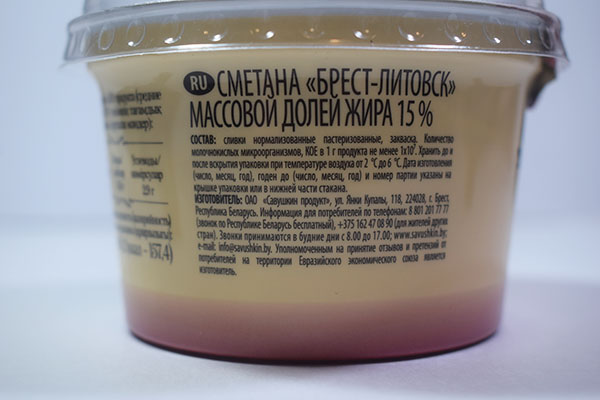 RU СМЕТАНА «БРЕСТ-ЛИТОВСК»
МАССОВОЙ ДОЛЕЙ ЖИРА 15 %
СОСТАВ: сливки нормализованные пастеризованные, закваска. Количество
молочнокислых микроорганизмов, КОЕ в 1 г продукта не менее 1х10⁷. Хранить до и
после вскрытия упаковки при температуре воздуха от 2 °С до 6 °С. Дата изготовления
(число, месяц, год), годен до (число, месяц, год) и номер партии указаны на
крышке упаковки или в нижней части стакана.
ИЗГОТОВИТЕЛЬ: ОАО «Савушкин продукт», ул. Янки Купалы, 118, 224028, г. Брест,
Республика Беларусь. Информация для потребителей по телефонам: 8 801 201 77 77
(звонок по Республике Беларусь бесплатный), +375 162 47 08 90 (для других
стран). Звонки принимаются в будние дни с 8.00 до 17.00; www.savushkin.by;
e-mail: info@savushkin.by. Уполномоченным на принятие отзывов и претензий от
потребителей на территории Евразийского экономического союза является
изготовитель.